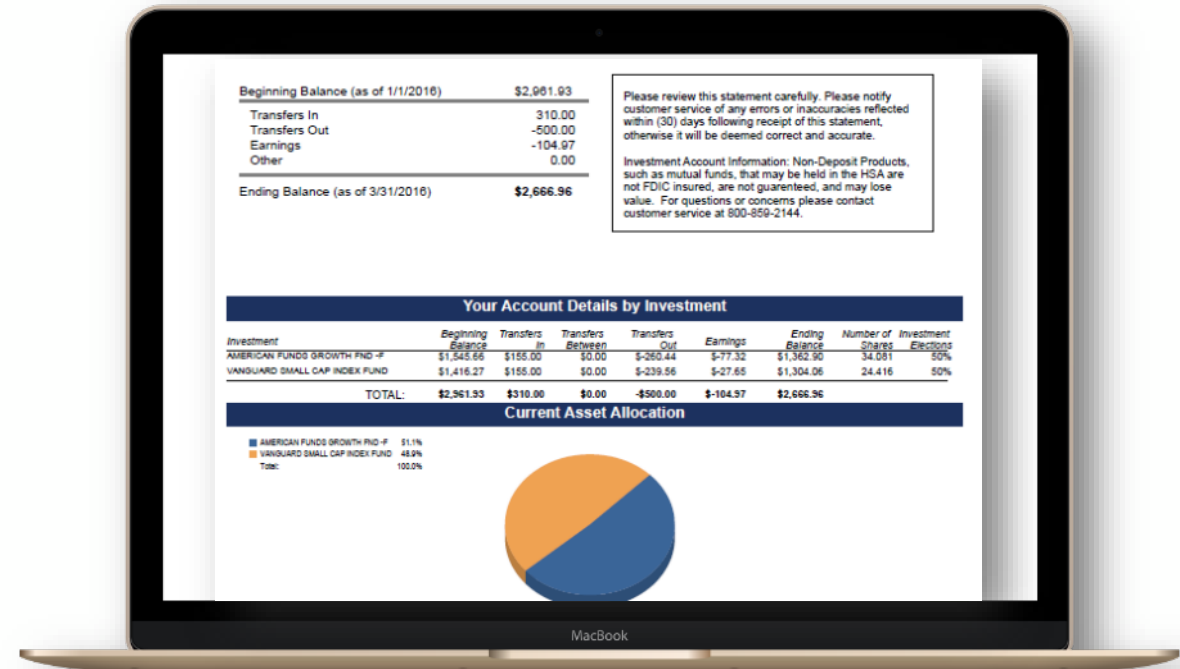 Beginning Balance (as of 1/1/2016) $2,961.93
Transfers In 310.00
Transfers Out -500.00
Earnings -104.97
Other 0.00
Ending Balance (as of 3/31/2016) $2,666.96
Please review this statement carefully. Please notify
customer service of any errors or inaccuracies reflected
within (30) days following receipt of this statement,
otherwise it will be deemed correct and accurate.
Investment Account Information: Non-Deposit Products,
such as mutual funds, that may be held in the HSA are
not FDIC insured, are not guarenteed, and may lose
value. For questions or concerns please contact
customer service at 800-859-2144.
Your Account Details by Investment
Investment Beginning Balance Transfers In Transfers Between Transfers Out Earnings Ending Balance Number of Shares Investment Elections
AMERICAN FUNDS GROWTH FND -F $1,545.66 $155.00 $0.00 $-260.44 $-77.32 $1,362.90 34.081 50%
VANGUARD SMALL CAP INDEX FUND $1,416.27 $155.00 $0.00 $-239.56 $-27.65 $1,304.06 24.416 50%
TOTAL: $2,961.93 $310.00 $0.00 -$500.00 $-104.97 $2,666.96
Current Asset Allocation
AMERICAN FUNDS GROWTH FND -F 51.1%
VANGUARD SMALL CAP INDEX FUND 48.9%
Total: 100.0%
MacBook